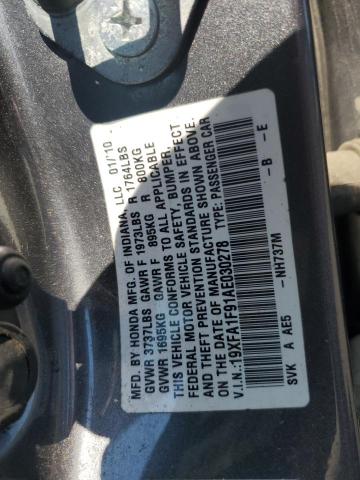 MFG. BY HONDA MFG. OF INDIANA, LLC 01/10
GVWR 3737LBS GAWR F 1973LBS R 1764LBS
GVWR 1695KG GAWR F 895KG R 800KG
THIS VEHICLE CONFORMS TO ALL APPLICABLE
FEDERAL MOTOR VEHICLE SAFETY, BUMPER,
AND THEFT PREVENTION STANDARDS IN EFFECT
ON THE DATE OF MANUFACTURE SHOWN ABOVE.
V.I.N.:19XFA1F91AE030278 TYPE: PASSENGER CAR
-NH737M -B -E
SVK A AE5